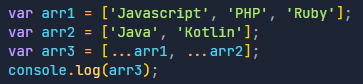 var arr1 = ['Javascript', 'PHP', 'Ruby'];
var arr2 = ['Java', 'Kotlin'];
var arr3 = [...arr1, ...arr2];
console.log(arr3);